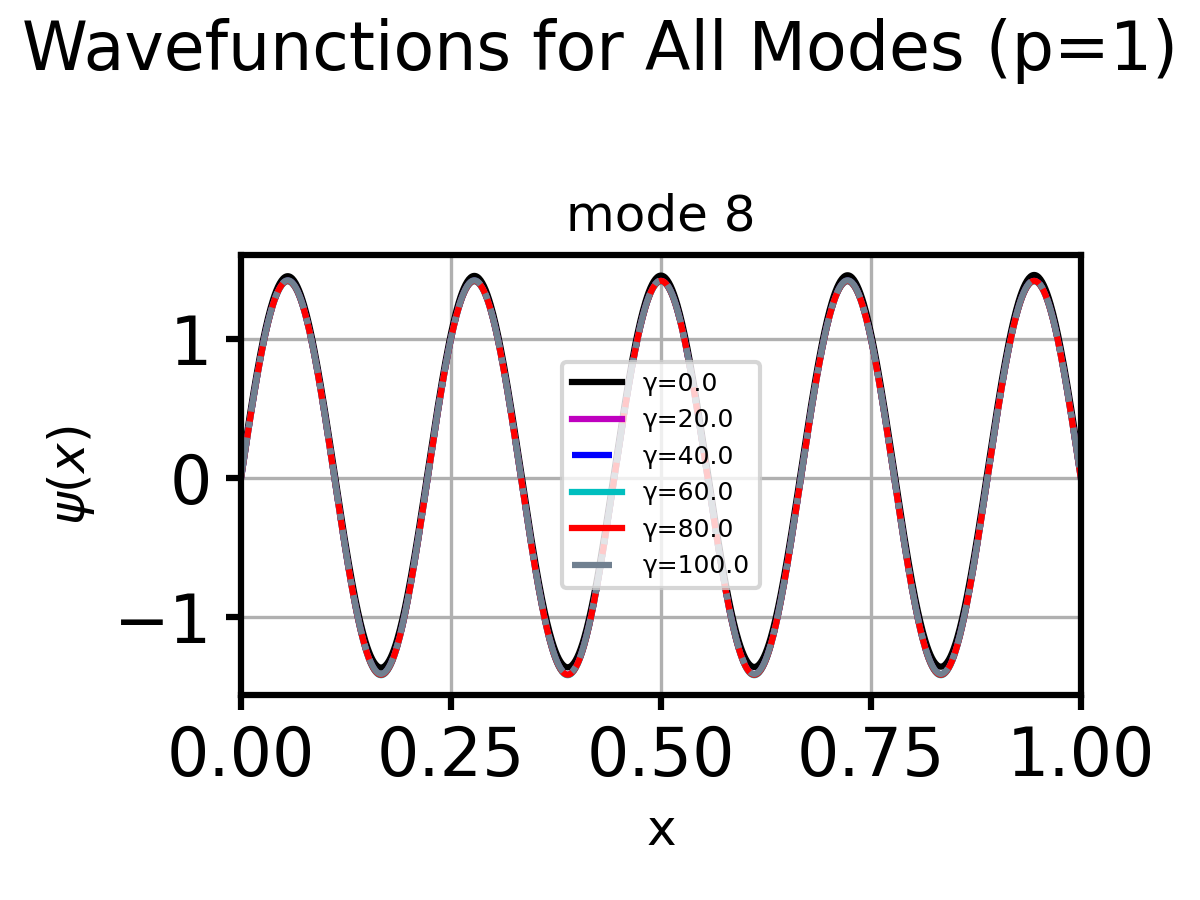 Wavefunctions for All Modes (p=1)
mode 8
ψ(x)
1
0
−1
γ=0.0
γ=20.0
γ=40.0
γ=60.0
γ=80.0
γ=100.0
0.00 0.25 0.50 0.75 1.00
x